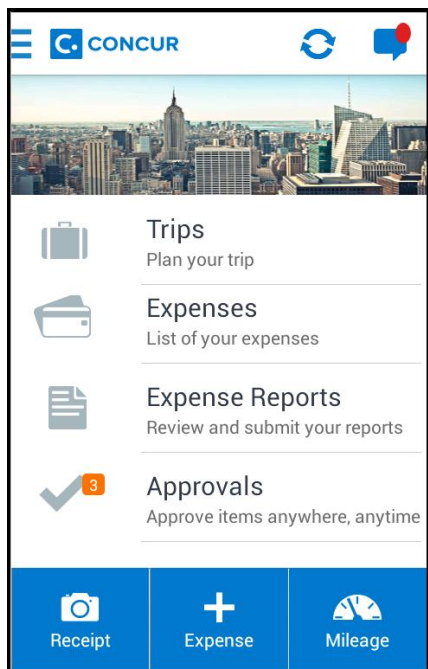 C. CONCUR
Trips
Plan your trip
Expenses
List of your expenses
Expense Reports
Review and submit your reports
3
Approvals
Approve items anywhere, anytime
Receipt
Expense
Mileage